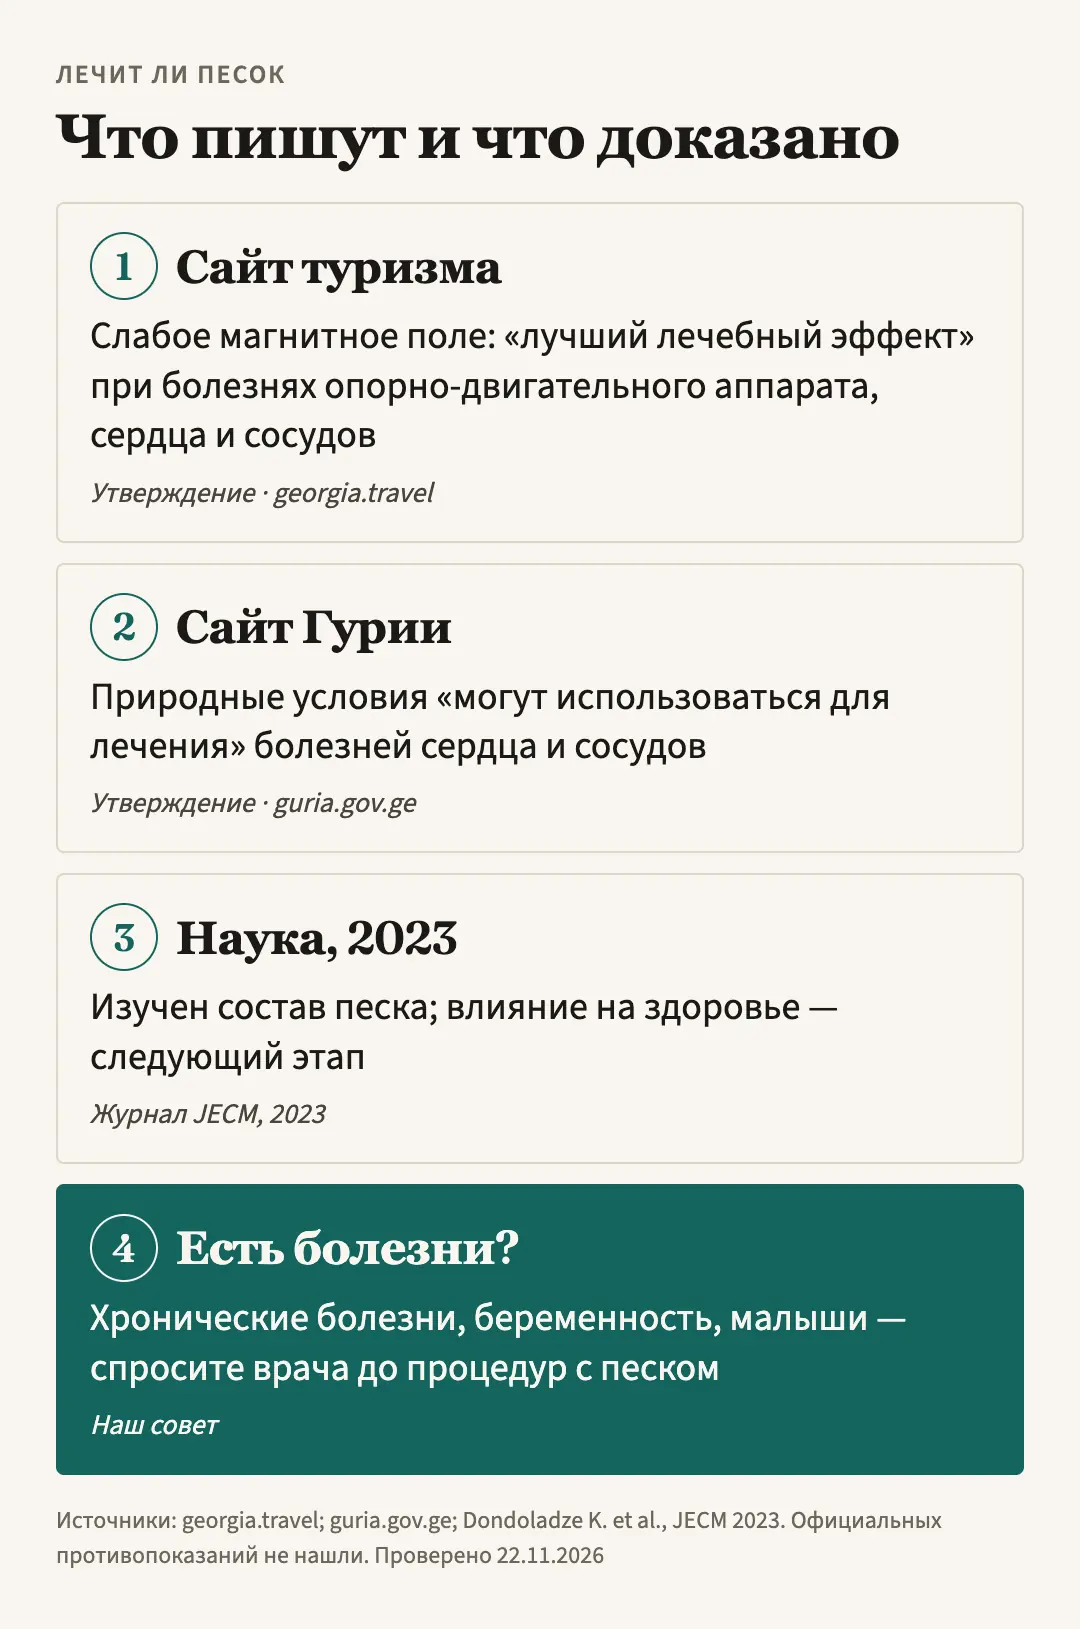 ЛЕЧИТ ЛИ ПЕСОК
Что пишут и что доказано
1 Сайт туризма
Слабое магнитное поле: «лучший лечебный эффект»
при болезнях опорно-двигательного аппарата,
сердца и сосудов
Утверждение · georgia.travel
2 Сайт Гурии
Природные условия «могут использоваться для
лечения» болезней сердца и сосудов
Утверждение · guria.gov.ge
3 Наука, 2023
Изучен состав песка; влияние на здоровье —
следующий этап
Журнал JECM, 2023
4 Есть болезни?
Хронические болезни, беременность, малыши —
спросите врача до процедур с песком
Наш совет
Источники: georgia.travel; guria.gov.ge; Dondoladze K. et al., JECM 2023. Официальных
противопоказаний не нашли. Проверено 22.11.2026